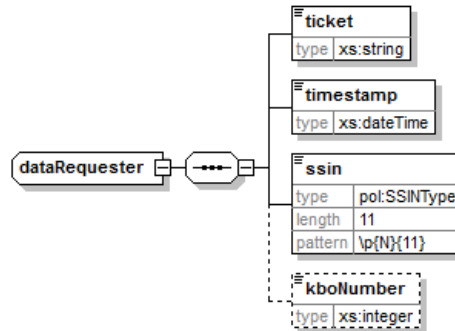 ticket
type xs:string
timestamp
type xs:dateTime
dataRequester
ssin
type pol:SSINType
length 11
pattern \p{N}{11}
kboNumber
type xs:integer